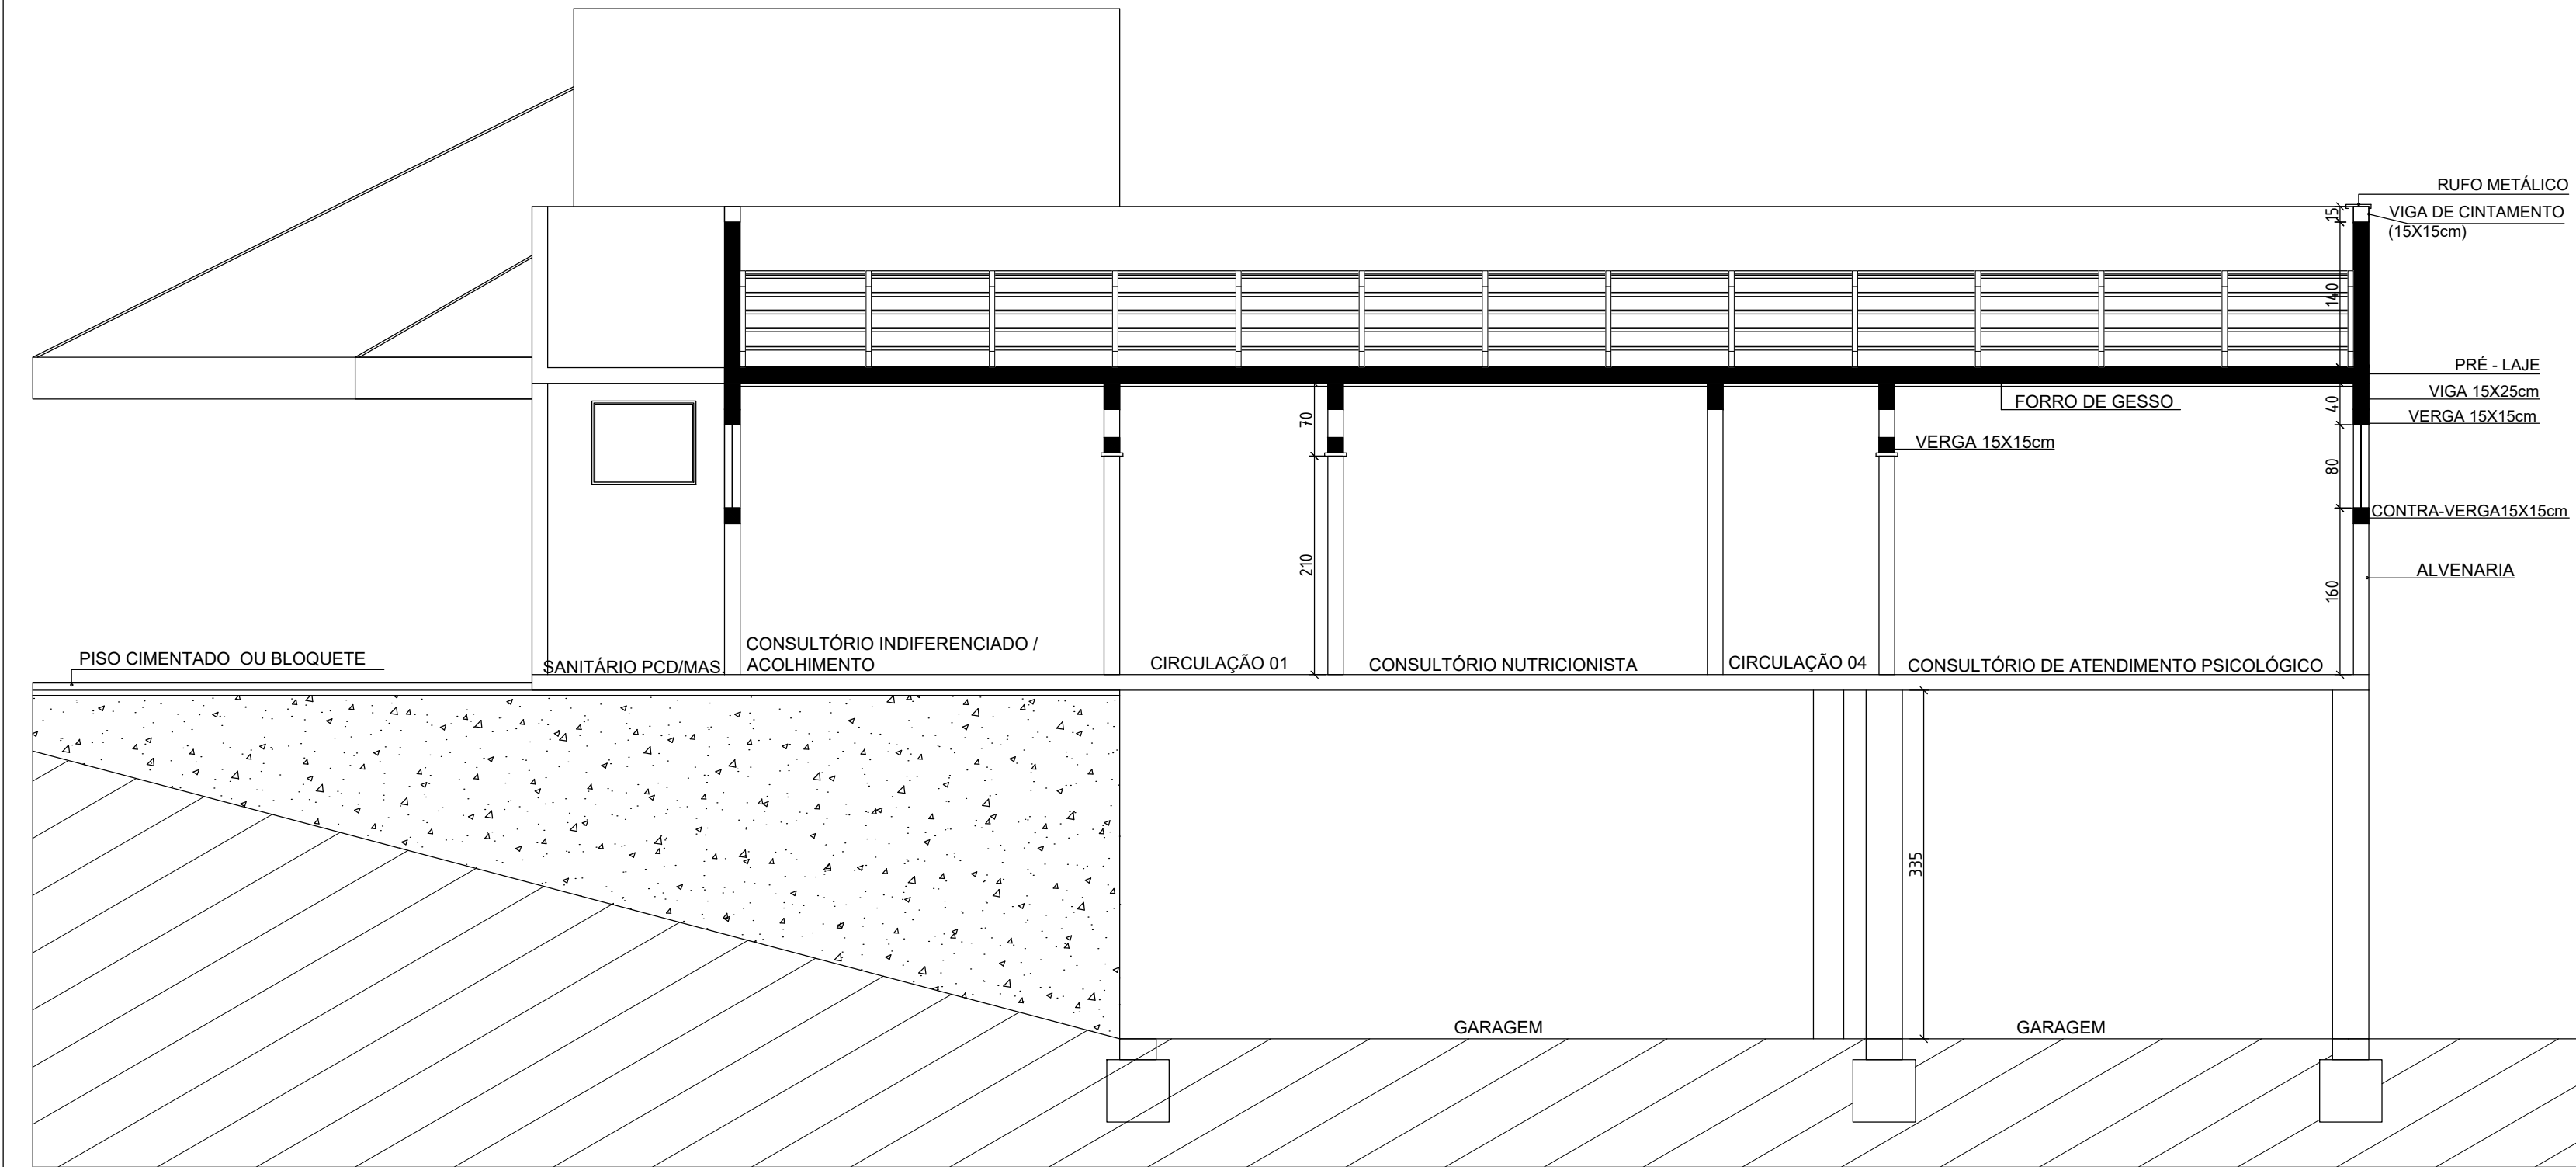 RUFO METÁLICO
15
VIGA DE CINTAMENTO
(15X15cm)
140
PRÉ - LAJE
VIGA 15X25cm
FORRO DE GESSO
40
VERGA 15X15cm
70
VERGA 15X15cm
80
CONTRA-VERGA15X15cm
210
ALVENARIA
160
PISO CIMENTADO OU BLOQUETE
SANITÁRIO PCD/MAS.
CONSULTÓRIO INDIFERENCIADO /
ACOLHIMENTO
CIRCULAÇÃO 01
CONSULTÓRIO NUTRICIONISTA
CIRCULAÇÃO 04
CONSULTÓRIO DE ATENDIMENTO PSICOLÓGICO
335
GARAGEM
GARAGEM